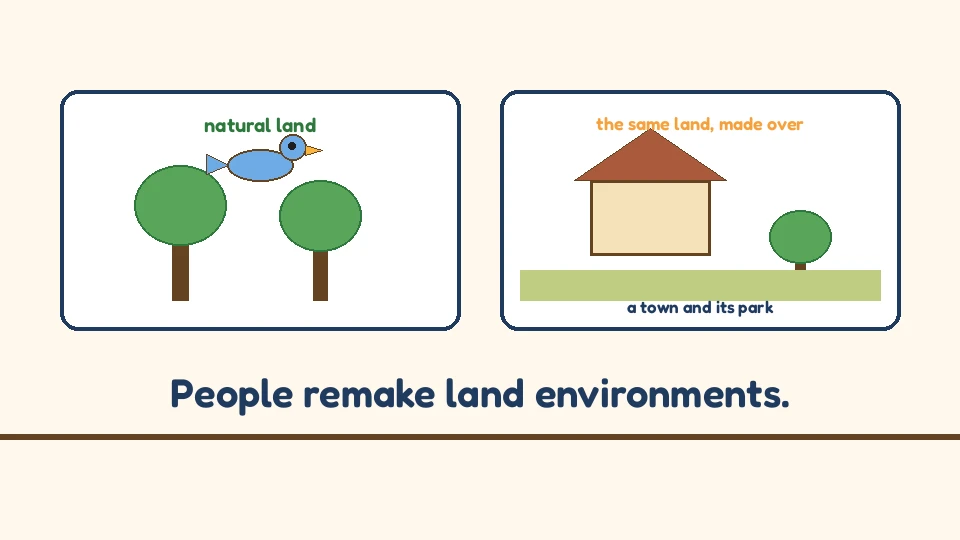 natural land
the same land, made over
a town and its park
People remake land environments.